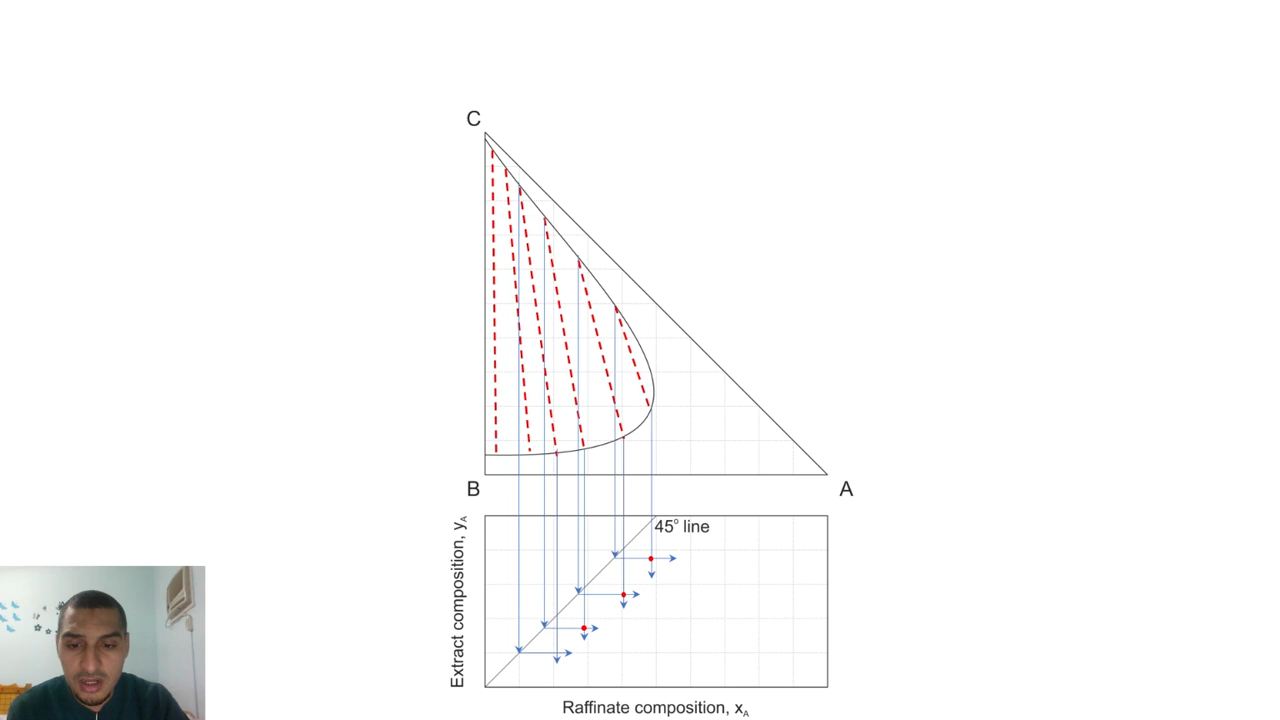 C
B
A
45° line
Extract composition, yA
Raffinate composition, xA